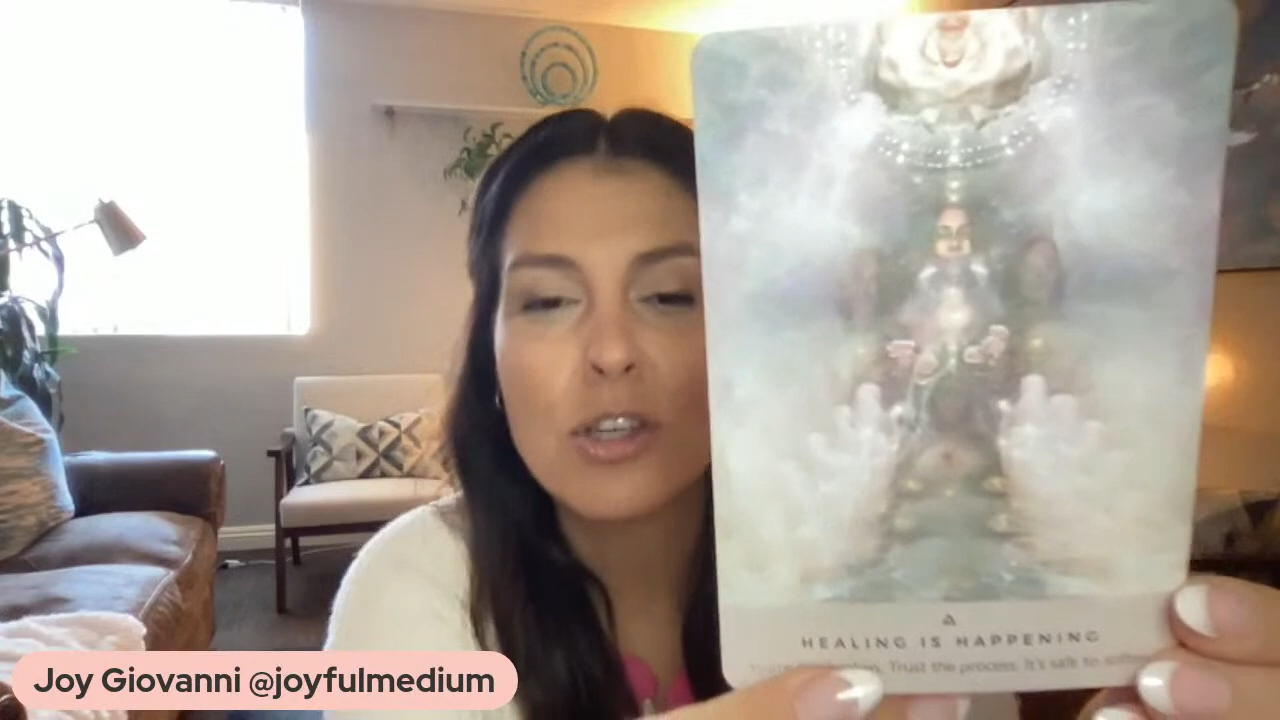 HEALING IS HAPPENING
Trust the process. It's safe to
Joy Giovanni @joyfulmedium